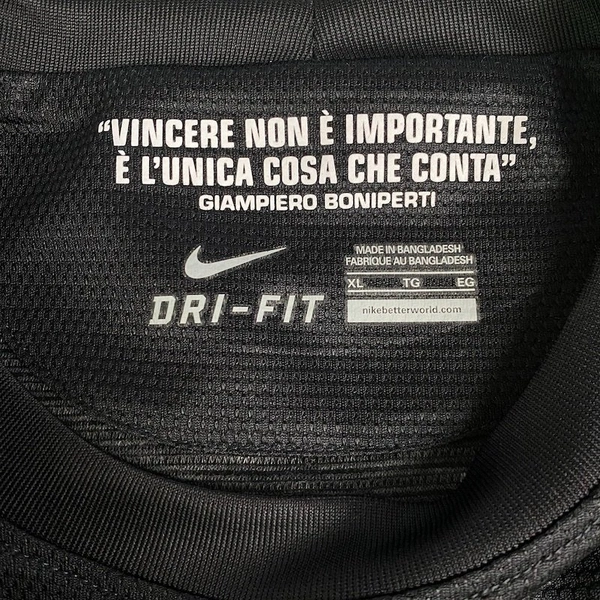 “VINCERE NON È IMPORTANTE,
È L’UNICA COSA CHE CONTA”
GIAMPIERO BONIPERTI
DRI-FIT
MADE IN BANGLADESH
FABRIQUE AU BANGLADESH
XL TG EG
nikebetterworld.com